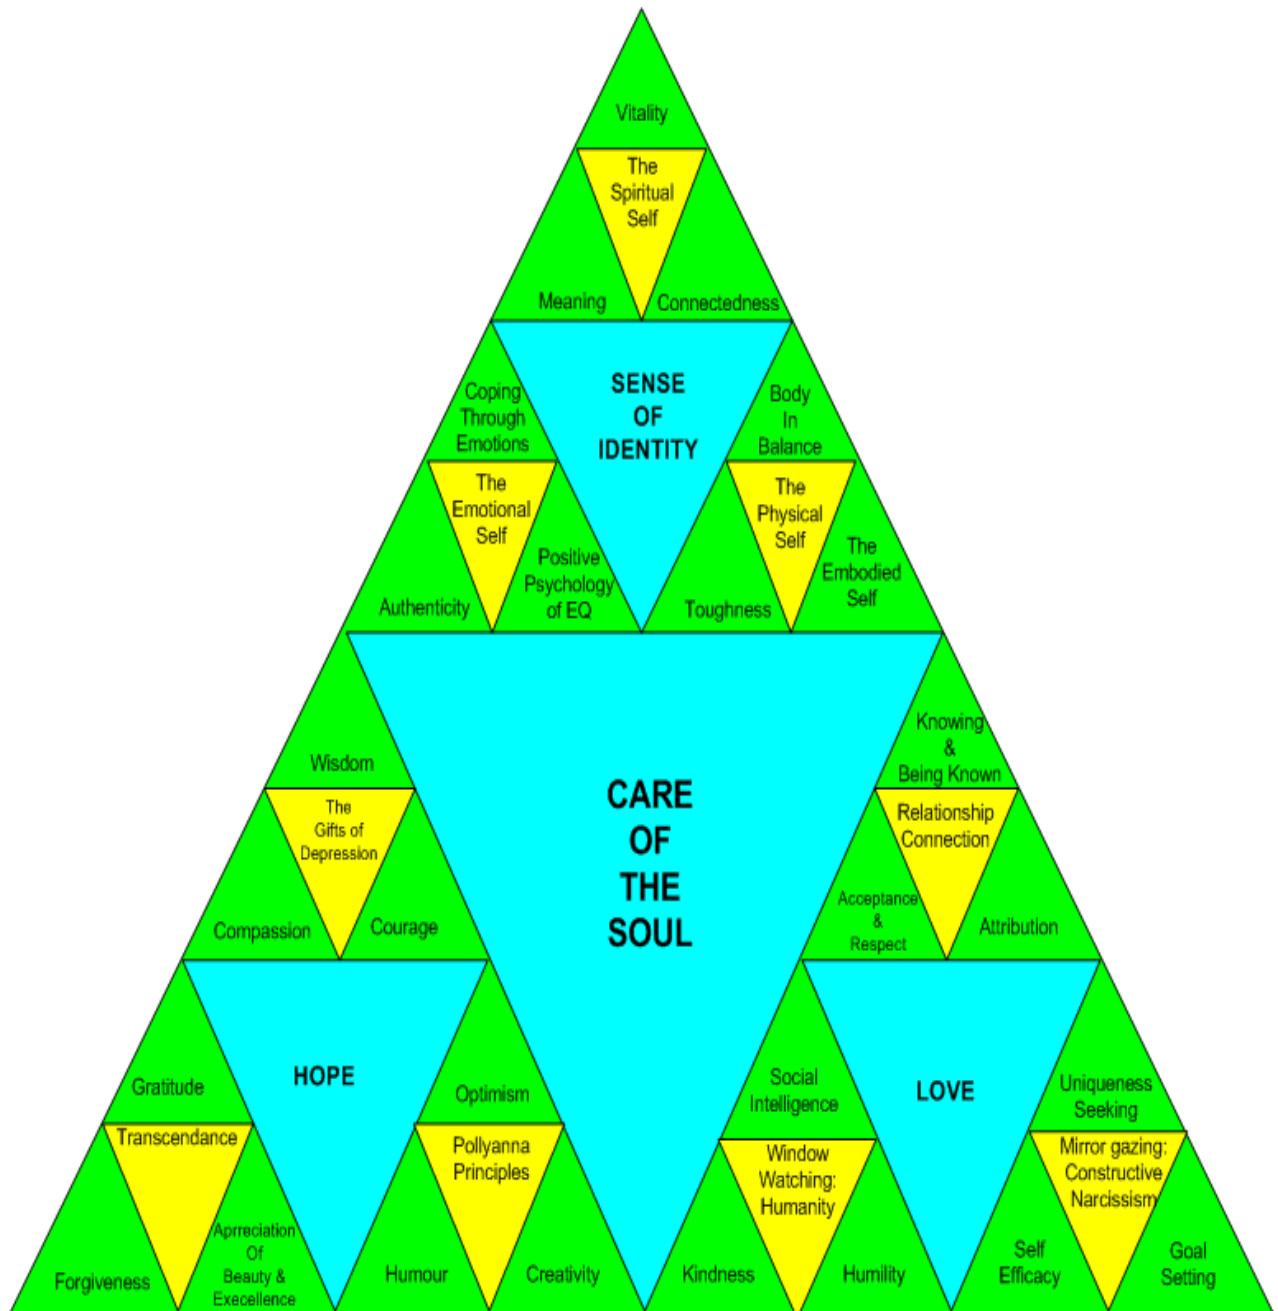 Vitality
The
Spiritual
Self
Meaning
Connectedness
SENSE
OF
IDENTITY
Coping
Through
Emotions
The
Emotional
Self
Authenticity
Positive
Psychology
of EQ
Body
In
Balance
The
Physical
Self
Toughness
The
Embodied
Self
CARE
OF
THE
SOUL
Wisdom
The
Gifts of
Depression
Compassion
Courage
Knowing
&
Being Known
Relationship
Connection
Acceptance
&
Respect
Attribution
HOPE
Gratitude
Transcendance
Forgiveness
Aprreciation
Of
Beauty &
Execellence
Optimism
Pollyanna
Principles
Humour
Creativity
LOVE
Social
Intelligence
Window
Watching:
Humanity
Kindness
Humility
Uniqueness
Seeking
Mirror gazing:
Constructive
Narcissism
Self
Efficacy
Goal
Setting